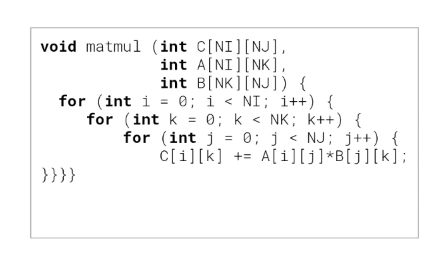 void matmul (int C[NI][NJ],
int A[NI][NK],
int B[NK][NJ]) {
for (int i = 0; i < NI; i++) {
for (int k = 0; k < NK; k++) {
for (int j = 0; j < NJ; j++) {
C[i][k] += A[i][j]*B[j][k];
}}}}